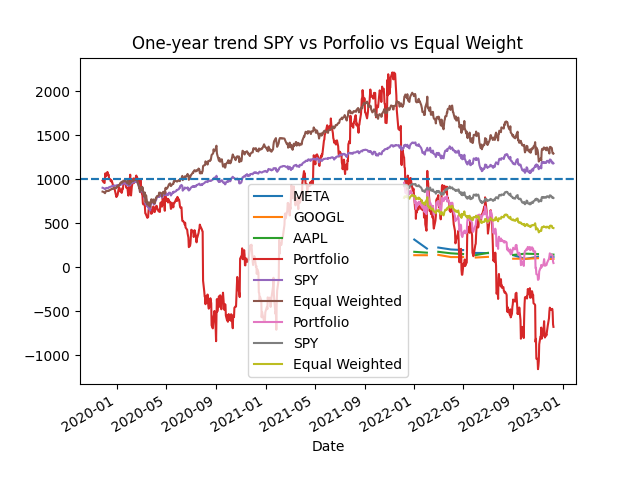 One-year trend SPY vs Porfolio vs Equal Weight
2000
1500
1000
500
0
−500
−1000
META
GOOGL
AAPL
Portfolio
SPY
Equal Weighted
Portfolio
SPY
Equal Weighted
2020-01
2020-05
2020-09
2021-01
2021-05
2021-09
2022-01
2022-05
2022-09
2023-01
Date